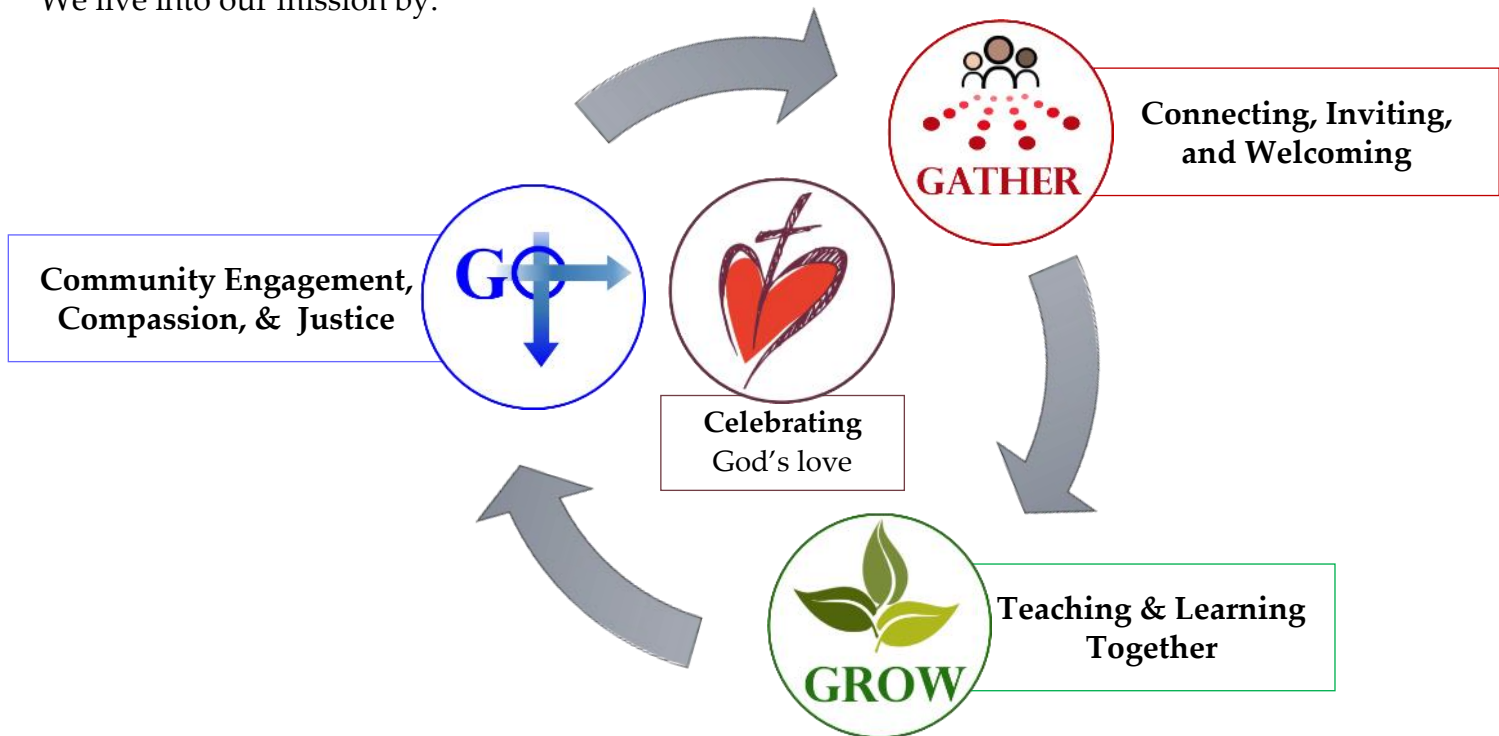 We live into our mission by:
GATHER
Connecting, Inviting,
and Welcoming
GO
Community Engagement,
Compassion, & Justice
Celebrating
God's love
GROW
Teaching & Learning
Together